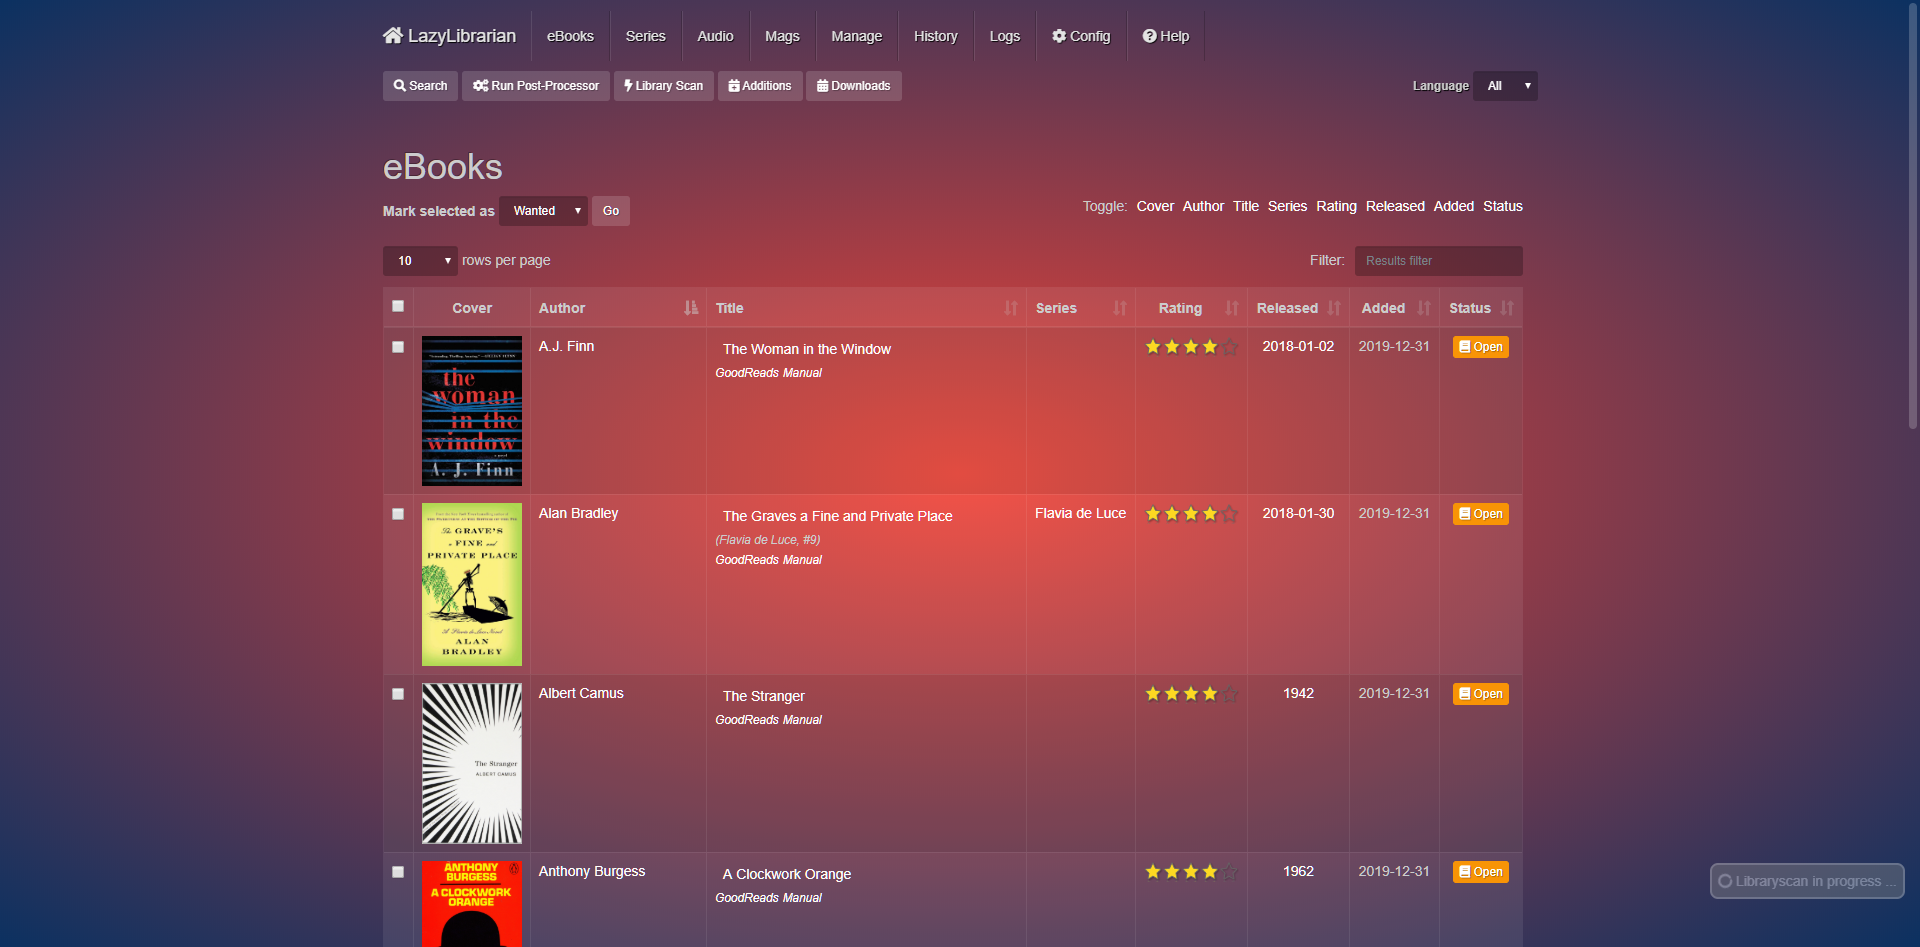 LazyLibrarian eBooks Series Audio Mags Manage History Logs Config Help
Search Run Post-Processor Library Scan Additions Downloads Language All
eBooks
Mark selected as Wanted Go Toggle: Cover Author Title Series Rating Released Added Status
10 rows per page Filter: Results filter
Cover Author Title Series Rating Released Added Status
A.J. Finn The Woman in the Window 2018-01-02 2019-12-31 Open
GoodReads Manual
the
woman
in the
window
a novel
A. J. Finn
Alan Bradley The Graves a Fine and Private Place Flavia de Luce 2018-01-30 2019-12-31 Open
(Flavia de Luce, #9)
GoodReads Manual
The GRAVE'S
a FINE and
PRIVATE PLACE
A Flavia de Luce Novel
ALAN
BRADLEY
Albert Camus The Stranger 1942 2019-12-31 Open
GoodReads Manual
The Stranger
ALBERT CAMUS
Anthony Burgess A Clockwork Orange 1962 2019-12-31 Open
GoodReads Manual
ANTHONY
BURGESS
A CLOCKWORK
ORANGE
Libraryscan in progress ...